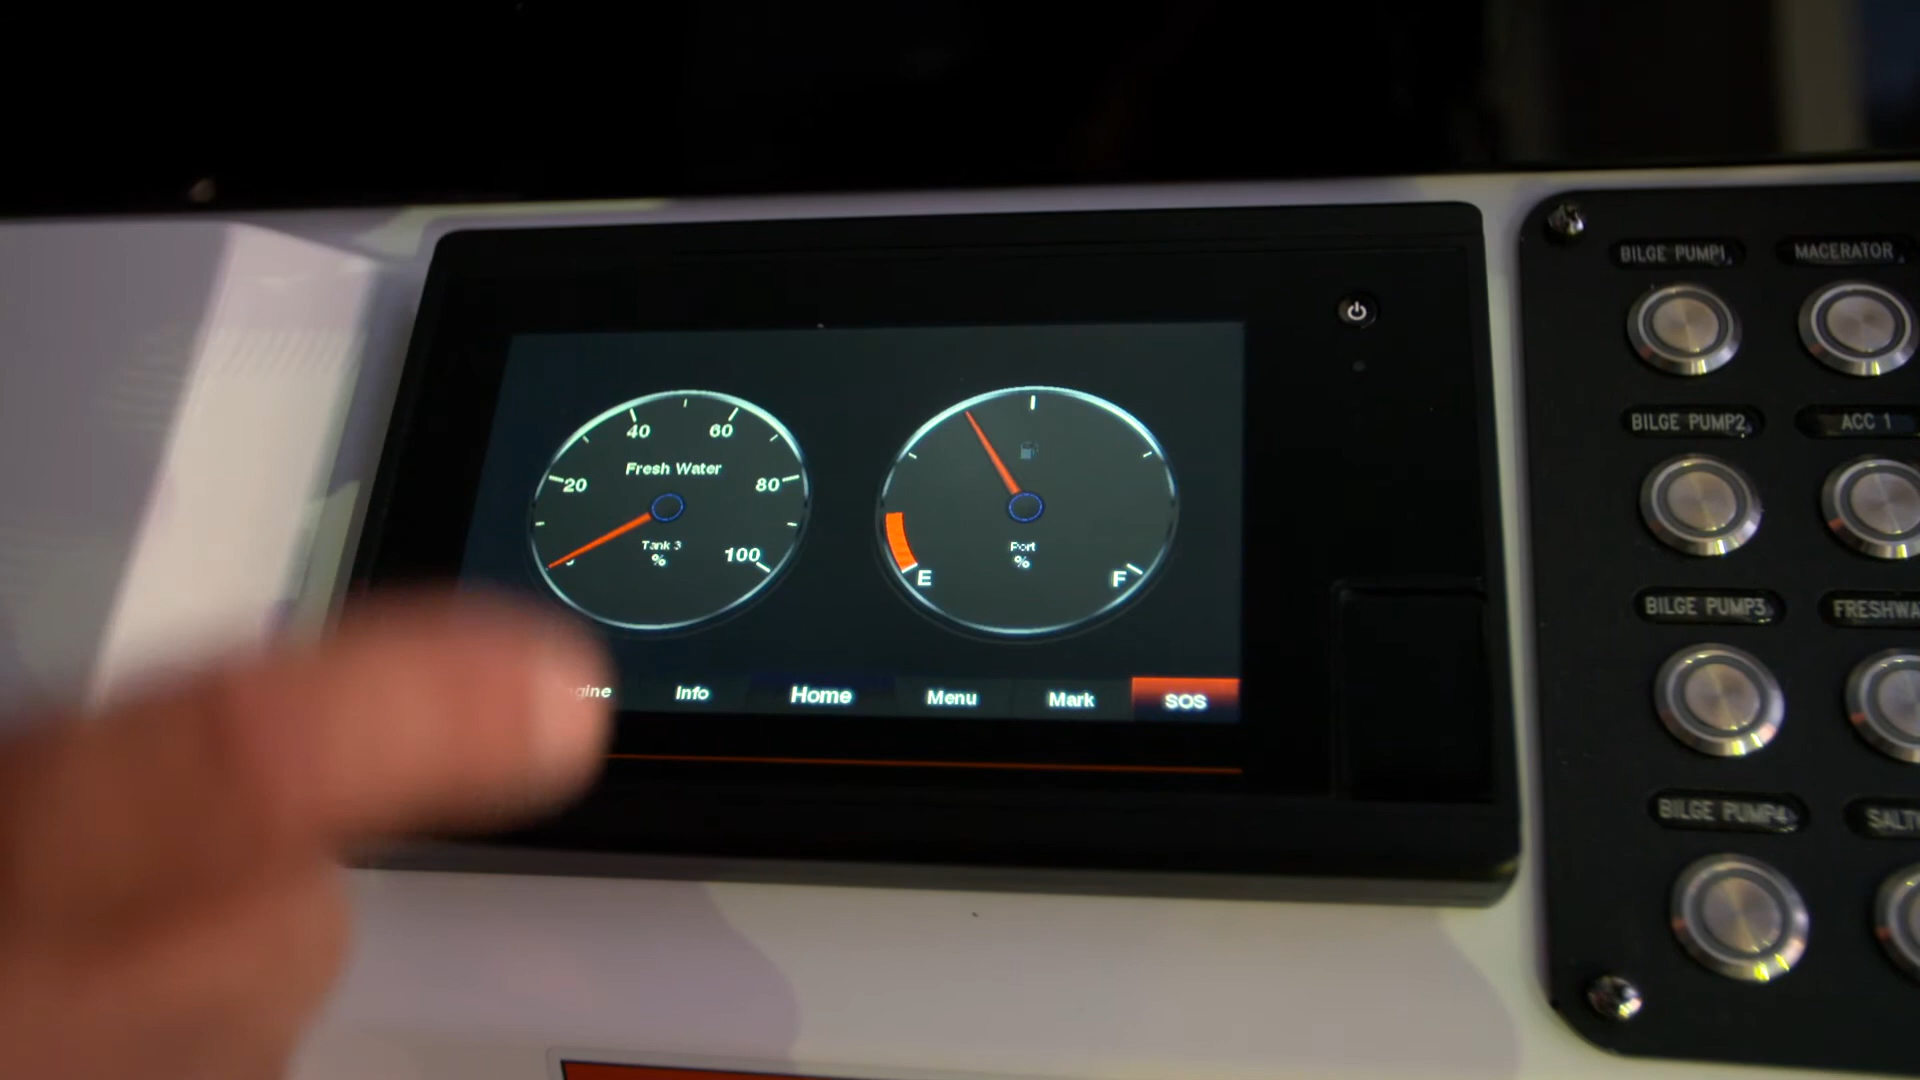 40 60
Fresh Water
20 80
Tank 3
%
100
Port
%
E F
Info Home Menu Mark SOS
BILGE PUMP1 MACERATOR
BILGE PUMP2 ACC 1
BILGE PUMP3
BILGE PUMP4